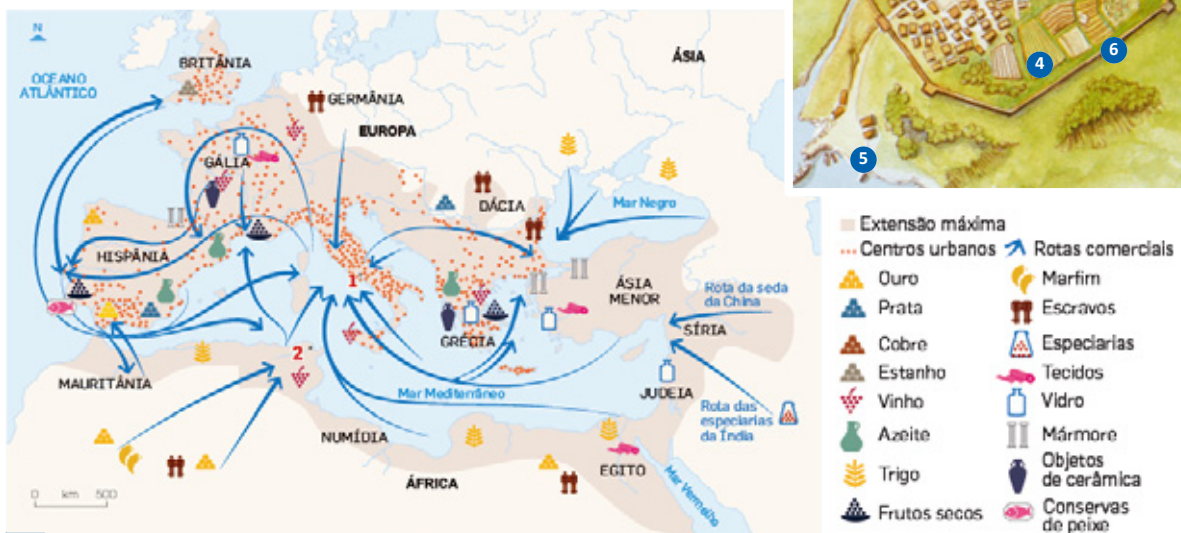 N
OCEANO
ATLÂNTICO
BRITÂNIA
GERMÂNIA
EUROPA
ÁSIA
GÁLIA
DÁCIA
Mar Negro
HISPÂNIA
1
ÁSIA
MENOR
Rota da seda
da China
GRÉCIA
SÍRIA
2
MAURITÂNIA
Mar Mediterrâneo
JUDEIA
Rota das
especiarias
da Índia
NUMÍDIA
EGITO
ÁFRICA
Mar Vermelho
0 km 500
4
6
5
Extensão máxima
Centros urbanos
Rotas comerciais
Ouro
Marfim
Prata
Escravos
Cobre
Especiarias
Estanho
Tecidos
Vinho
Vidro
Azeite
Mármore
Trigo
Objetos
de cerâmica
Frutos secos
Conservas
de peixe